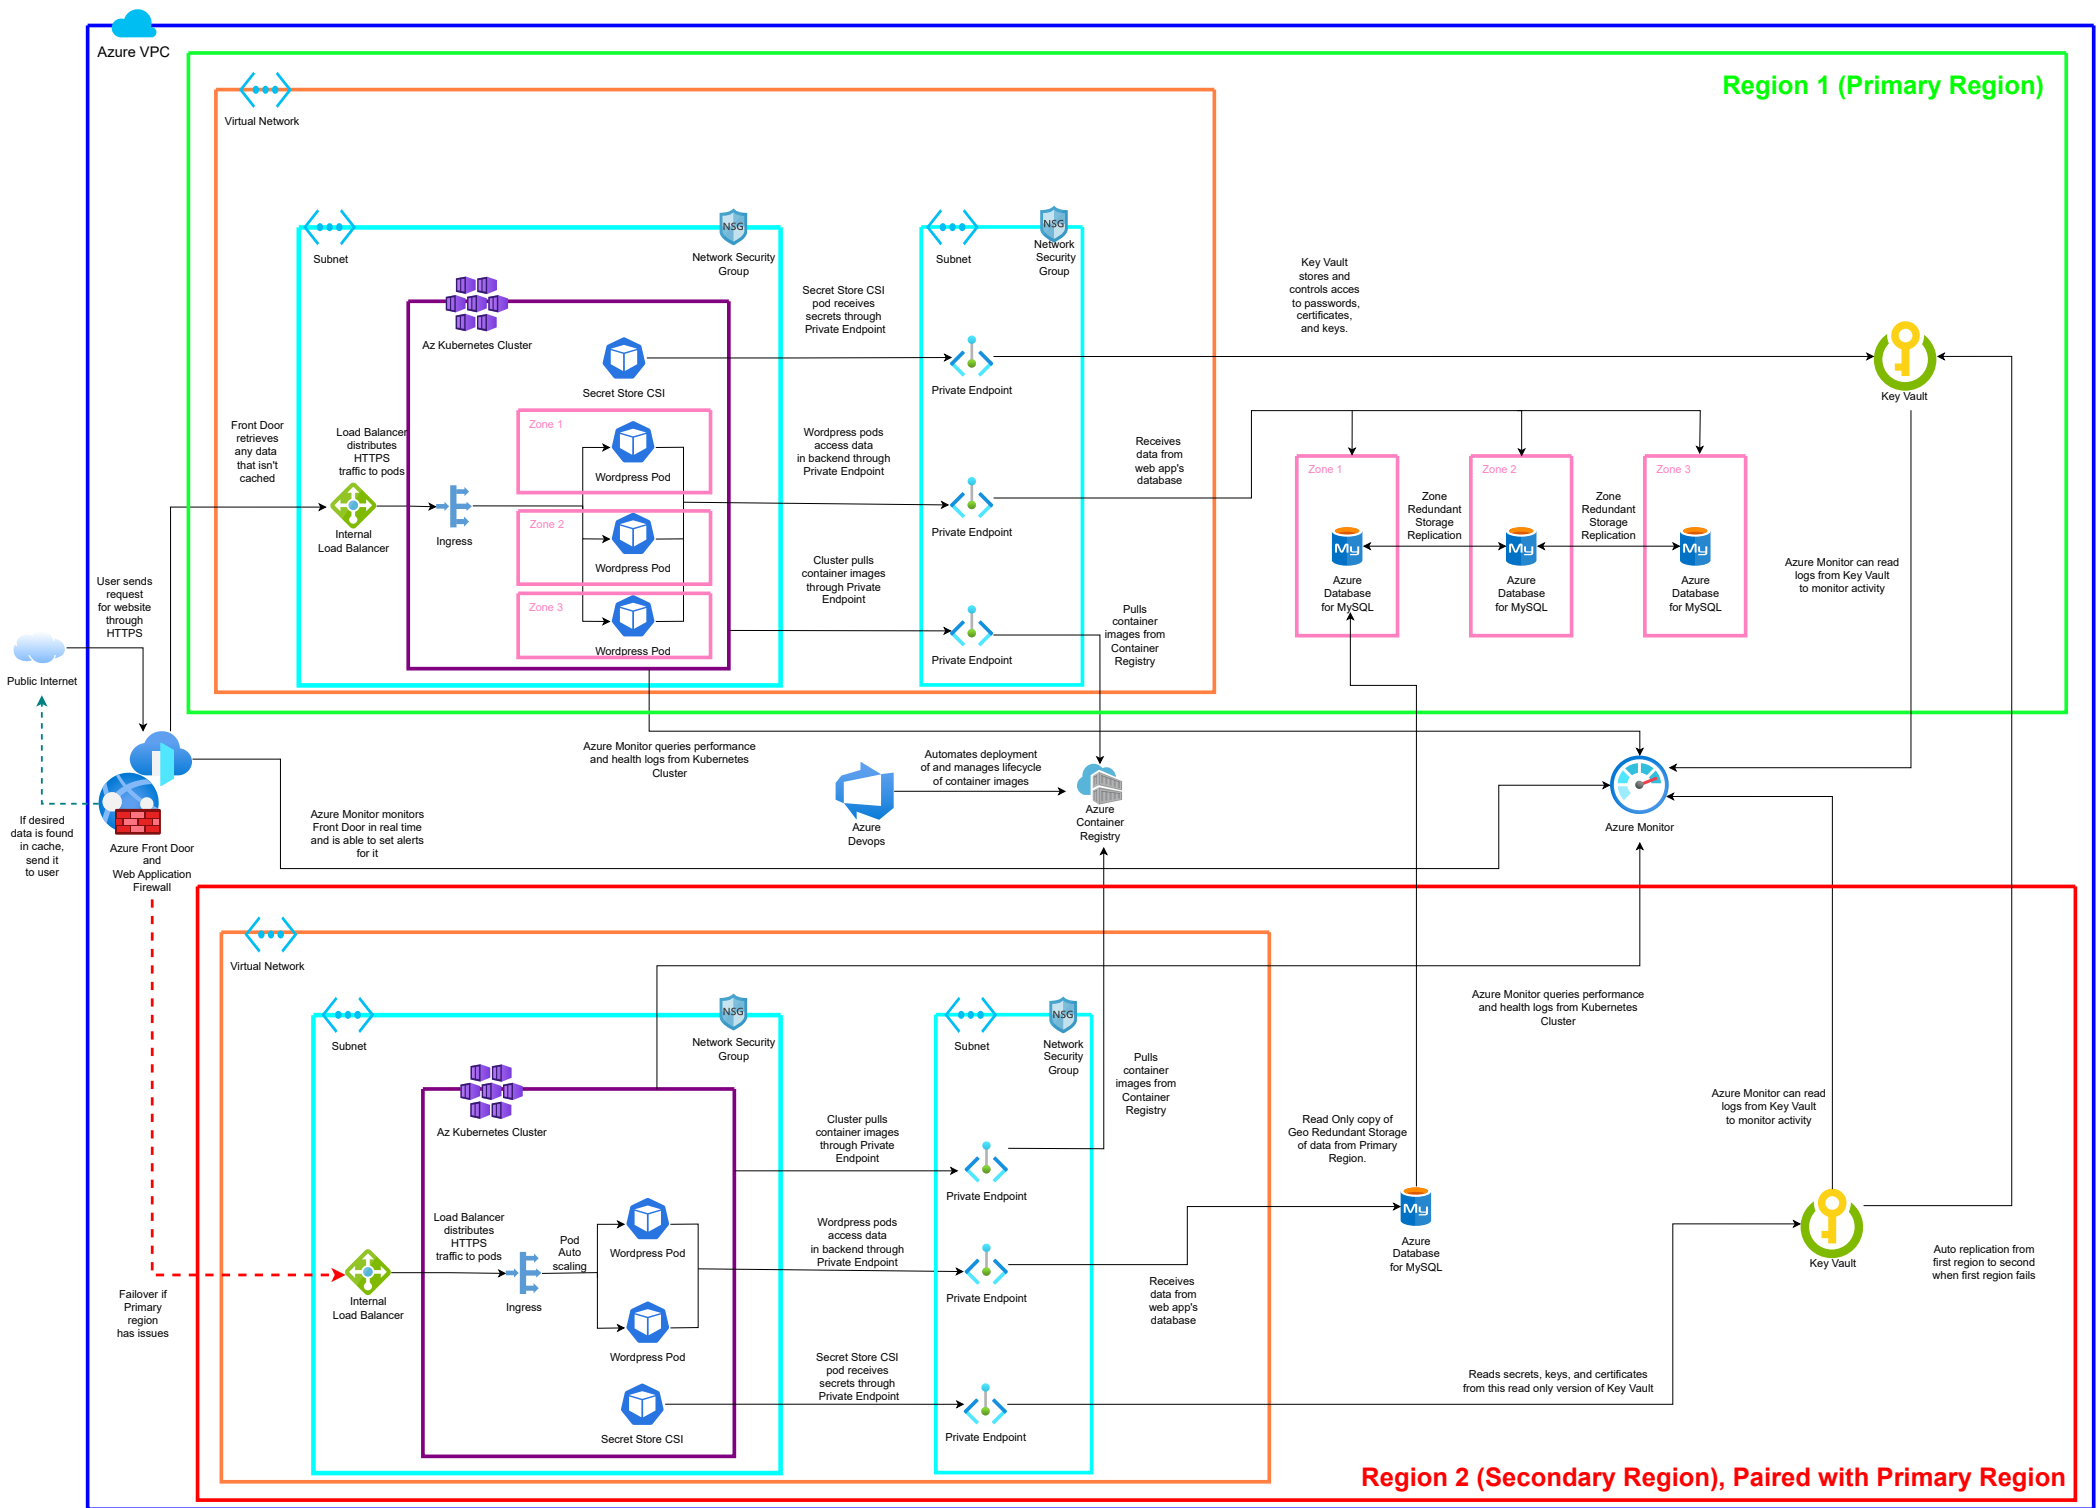 Azure VPC
Region 1 (Primary Region)
Virtual Network
Subnet
NSG
Network Security
Group
Subnet
NSG
Network
Security
Group
Az Kubernetes Cluster
Secret Store CSI
Secret Store CSI
pod receives
secrets through
Private Endpoint
Private Endpoint
Key Vault
stores and
controls acces
to passwords,
certificates,
and keys.
Key Vault
Front Door
retrieves
any data
that isn't
cached
Load Balancer
distributes
HTTPS
traffic to pods
Internal
Load Balancer
Ingress
Zone 1
Wordpress Pod
Zone 2
Wordpress Pod
Zone 3
Wordpress Pod
Wordpress pods
access data
in backend through
Private Endpoint
Private Endpoint
Receives
data from
web app's
database
Zone 1
Azure
Database
for MySQL
Zone
Redundant
Storage
Replication
Zone 2
Azure
Database
for MySQL
Zone
Redundant
Storage
Replication
Zone 3
Azure
Database
for MySQL
My
My
My
Azure Monitor can read
logs from Key Vault
to monitor activity
Cluster pulls
container images
through Private
Endpoint
Private Endpoint
Pulls
container
images from
Container
Registry
User sends
request
for website
through
HTTPS
Public Internet
If desired
data is found
in cache,
send it
to user
Azure Front Door
and
Web Application
Firewall
Azure Monitor queries performance
and health logs from Kubernetes
Cluster
Azure Monitor monitors
Front Door in real time
and is able to set alerts
for it
Azure
Devops
Automates deployment
of and manages lifecycle
of container images
Azure
Container
Registry
Azure Monitor
Virtual Network
Subnet
NSG
Network Security
Group
Subnet
NSG
Network
Security
Group
Azure Monitor queries performance
and health logs from Kubernetes
Cluster
Az Kubernetes Cluster
Cluster pulls
container images
through Private
Endpoint
Private Endpoint
Pulls
container
images from
Container
Registry
Read Only copy of
Geo Redundant Storage
of data from Primary
Region.
My
Azure
Database
for MySQL
Azure Monitor can read
logs from Key Vault
to monitor activity
Key Vault
Auto replication from
first region to second
when first region fails
Failover if
Primary
region
has issues
Internal
Load Balancer
Load Balancer
distributes
HTTPS
traffic to pods
Ingress
Pod
Auto
scaling
Wordpress Pod
Wordpress Pod
Wordpress pods
access data
in backend through
Private Endpoint
Private Endpoint
Receives
data from
web app's
database
Secret Store CSI
Secret Store CSI
pod receives
secrets through
Private Endpoint
Private Endpoint
Reads secrets, keys, and certificates
from this read only version of Key Vault
Region 2 (Secondary Region), Paired with Primary Region